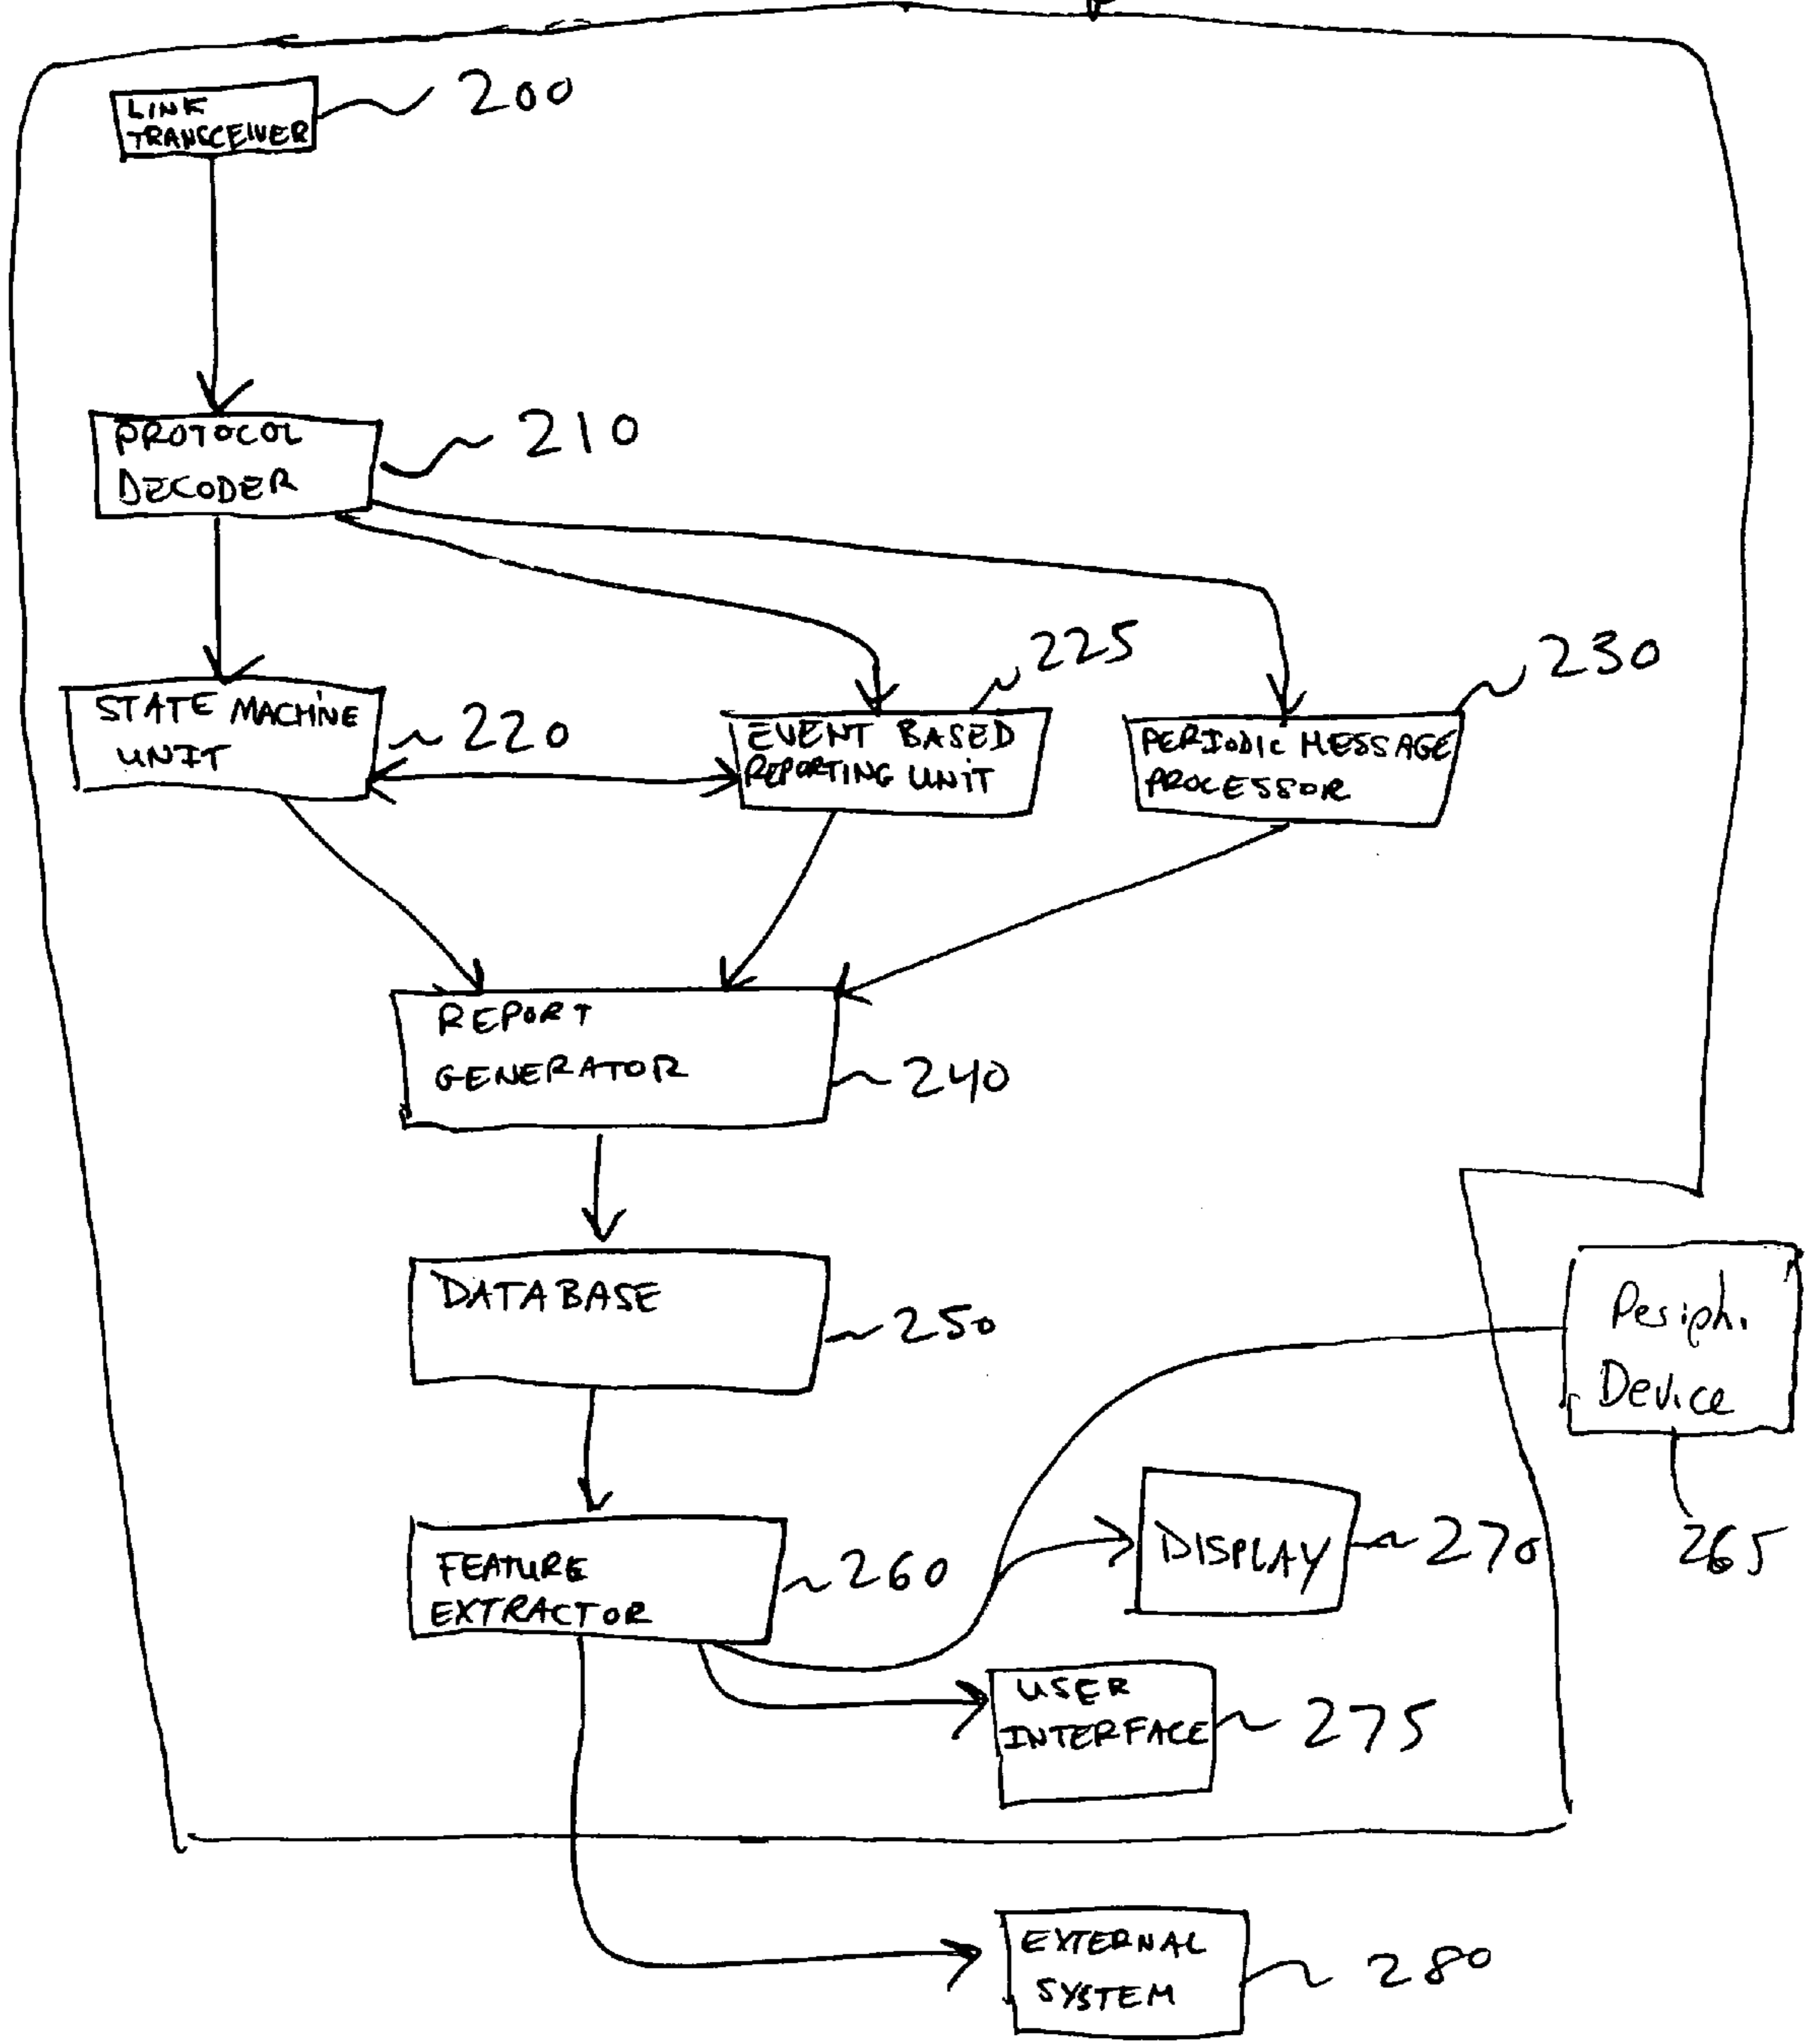 LINK
TRANSCEIVER
200
PROTOCOL
DECODER
210
STATE MACHINE
UNIT
220
EVENT BASED
REPORTING UNIT
225
PERIODIC MESSAGE
PROCESSOR
230
REPORT
GENERATOR
240
DATABASE
250
Periph.
Device
265
FEATURE
EXTRACTOR
260
DISPLAY
270
USER
INTERFACE
275
EXTERNAL
SYSTEM
280